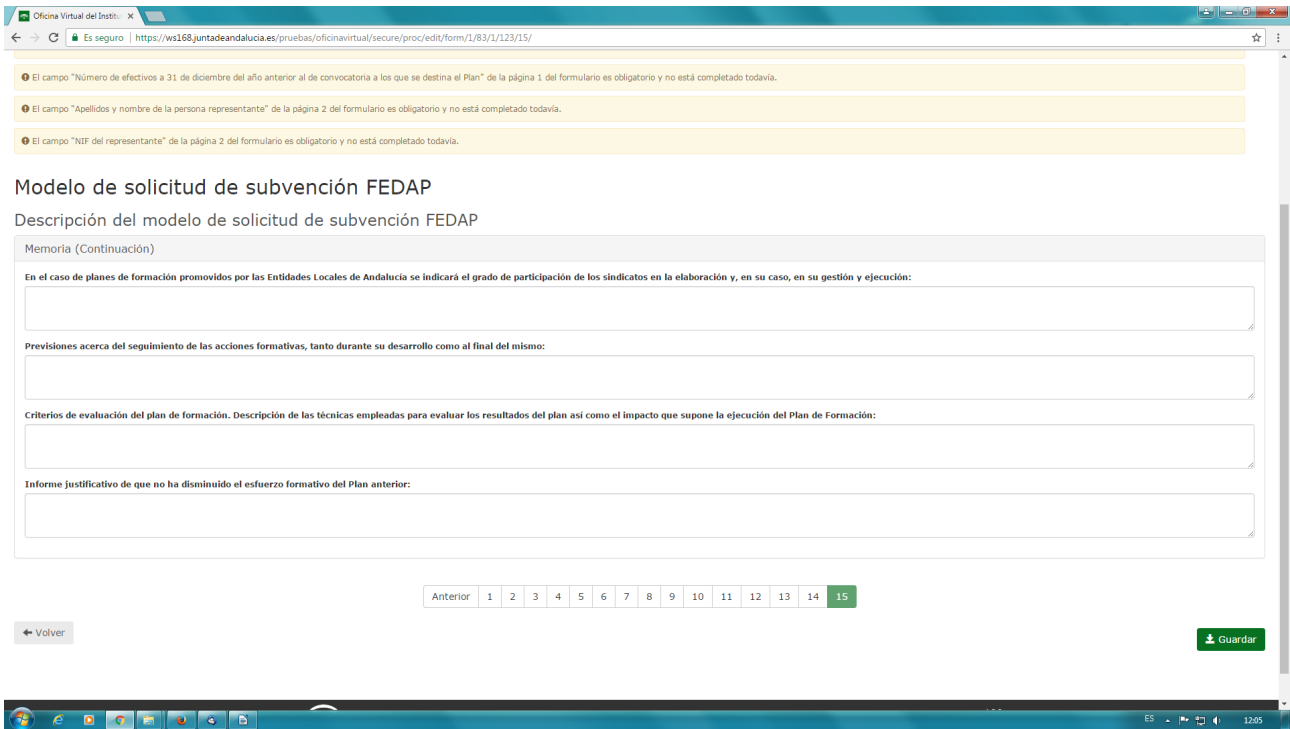 Oficina Virtual del Institu
Es seguro | https://ws168.juntadeandalucia.es/pruebas/oficinavirtual/secure/proc/edit/form/1/83/1/123/15/
El campo "Número de efectivos a 31 de diciembre del año anterior al de convocatoria a los que se destina el Plan" de la página 1 del formulario es obligatorio y no está completado todavía.
El campo "Apellidos y nombre de la persona representante" de la página 2 del formulario es obligatorio y no está completado todavía.
El campo "NIF del representante" de la página 2 del formulario es obligatorio y no está completado todavía.
Modelo de solicitud de subvención FEDAP
Descripción del modelo de solicitud de subvención FEDAP
Memoria (Continuación)
En el caso de planes de formación promovidos por las Entidades Locales de Andalucía se indicará el grado de participación de los sindicatos en la elaboración y, en su caso, en su gestión y ejecución:
Previsiones acerca del seguimiento de las acciones formativas, tanto durante su desarrollo como al final del mismo:
Criterios de evaluación del plan de formación. Descripción de las técnicas empleadas para evaluar los resultados del plan así como el impacto que supone la ejecución del Plan de Formación:
Informe justificativo de que no ha disminuido el esfuerzo formativo del Plan anterior:
Anterior 1 2 3 4 5 6 7 8 9 10 11 12 13 14 15
Volver
Guardar
ES 12:05